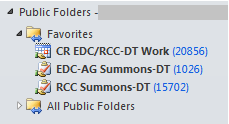 Public Folders -
Favorites
CR EDC/RCC-DT Work (20856)
EDC-AG Summons-DT (1026)
RCC Summons-DT (15702)
All Public Folders